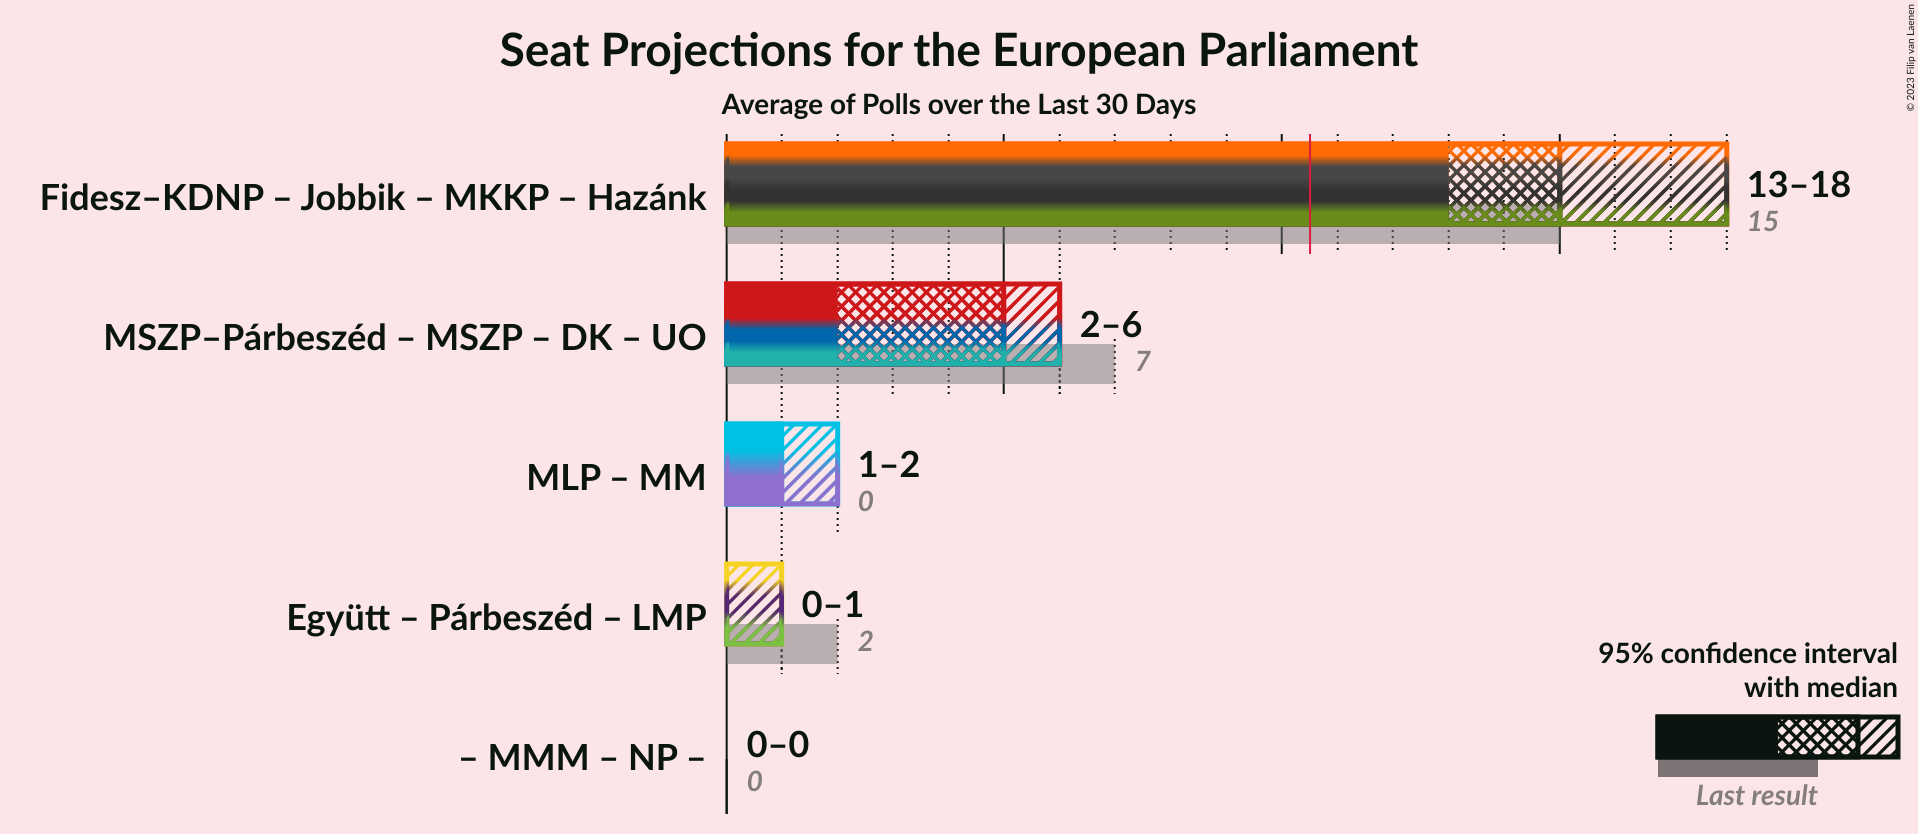 Seat Projections for the European Parliament
Average of Polls over the Last 30 Days
Fidesz–KDNP – Jobbik – MKKP – Hazánk
13–18
15
MSZP–Párbeszéd – MSZP – DK – UO
2–6
7
MLP – MM
1–2
0
Együtt – Párbeszéd – LMP
0–1
2
– MMM – NP –
0–0
0
95% confidence interval
with median
Last result
© 2023 Filip van Laenen